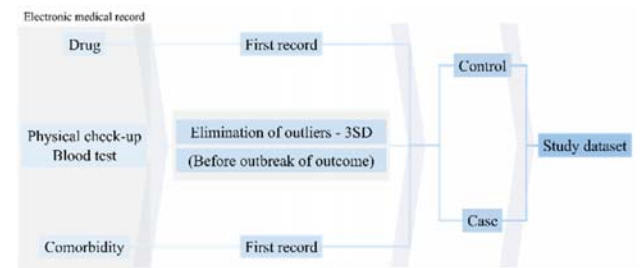 Electronic medical record
Drug
First record
Control
Physical check-up
Blood test
Elimination of outliers - 3SD
(Before outbreak of outcome)
Study dataset
Case
Comorbidity
First record